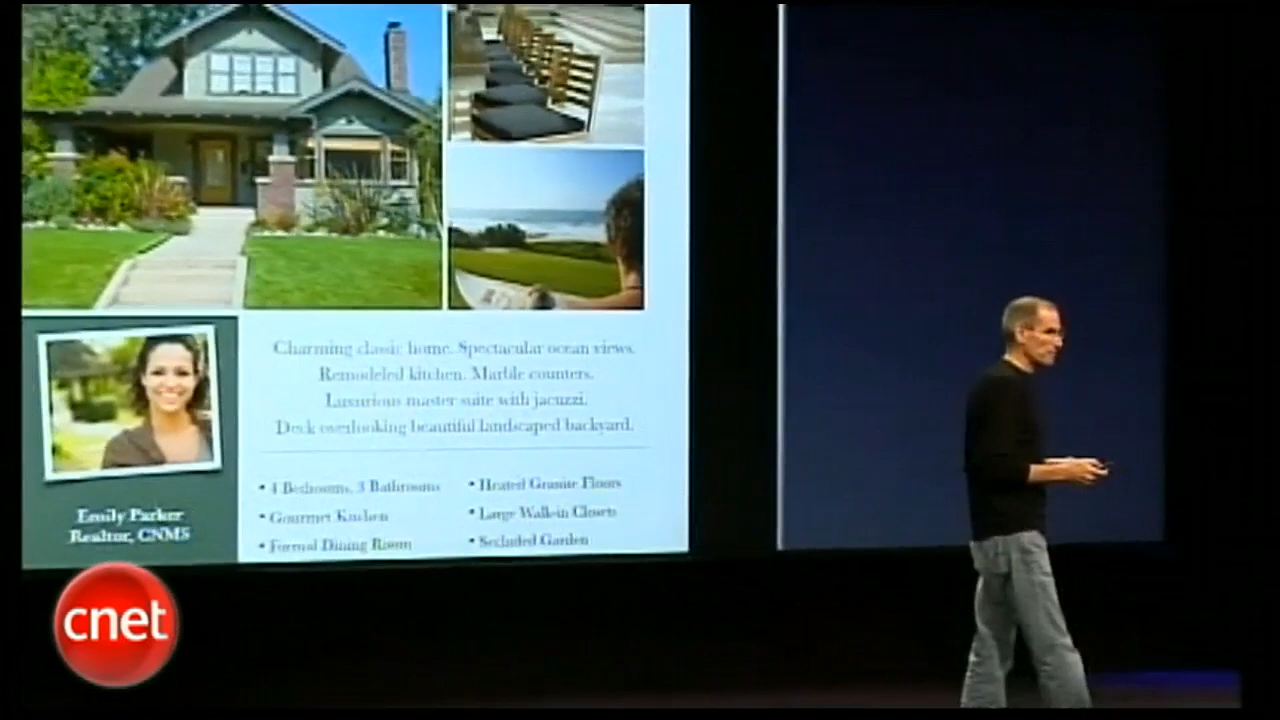 Charming classic home. Spectacular ocean views.
Remodeled kitchen. Marble counters.
Luxurious master suite with jacuzzi.
Deck overlooking beautiful landscaped backyard.
• 4 Bedrooms, 3 Bathrooms
• Gourmet Kitchen
• Formal Dining Room
• Heated Granite Floors
• Large Walk-in Closets
• Secluded Garden
Emily Parker
Realtor, CNMS
cnet